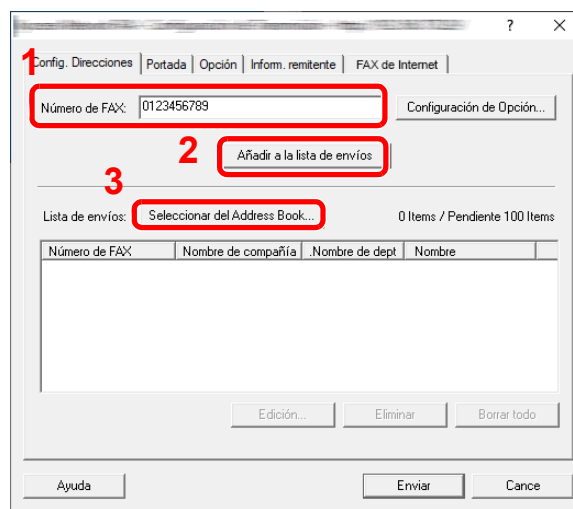 ? ×
1
Config. Direcciones Portada Opción Inform. remitente FAX de Internet
Número de FAX: 0123456789 Configuración de Opción...
2 Añadir a la lista de envíos
3
Lista de envíos: Seleccionar del Address Book... 0 Items / Pendiente 100 Items
Número de FAX Nombre de compañía .Nombre de dept Nombre
Edición... Eliminar Borrar todo
Ayuda Enviar Cance